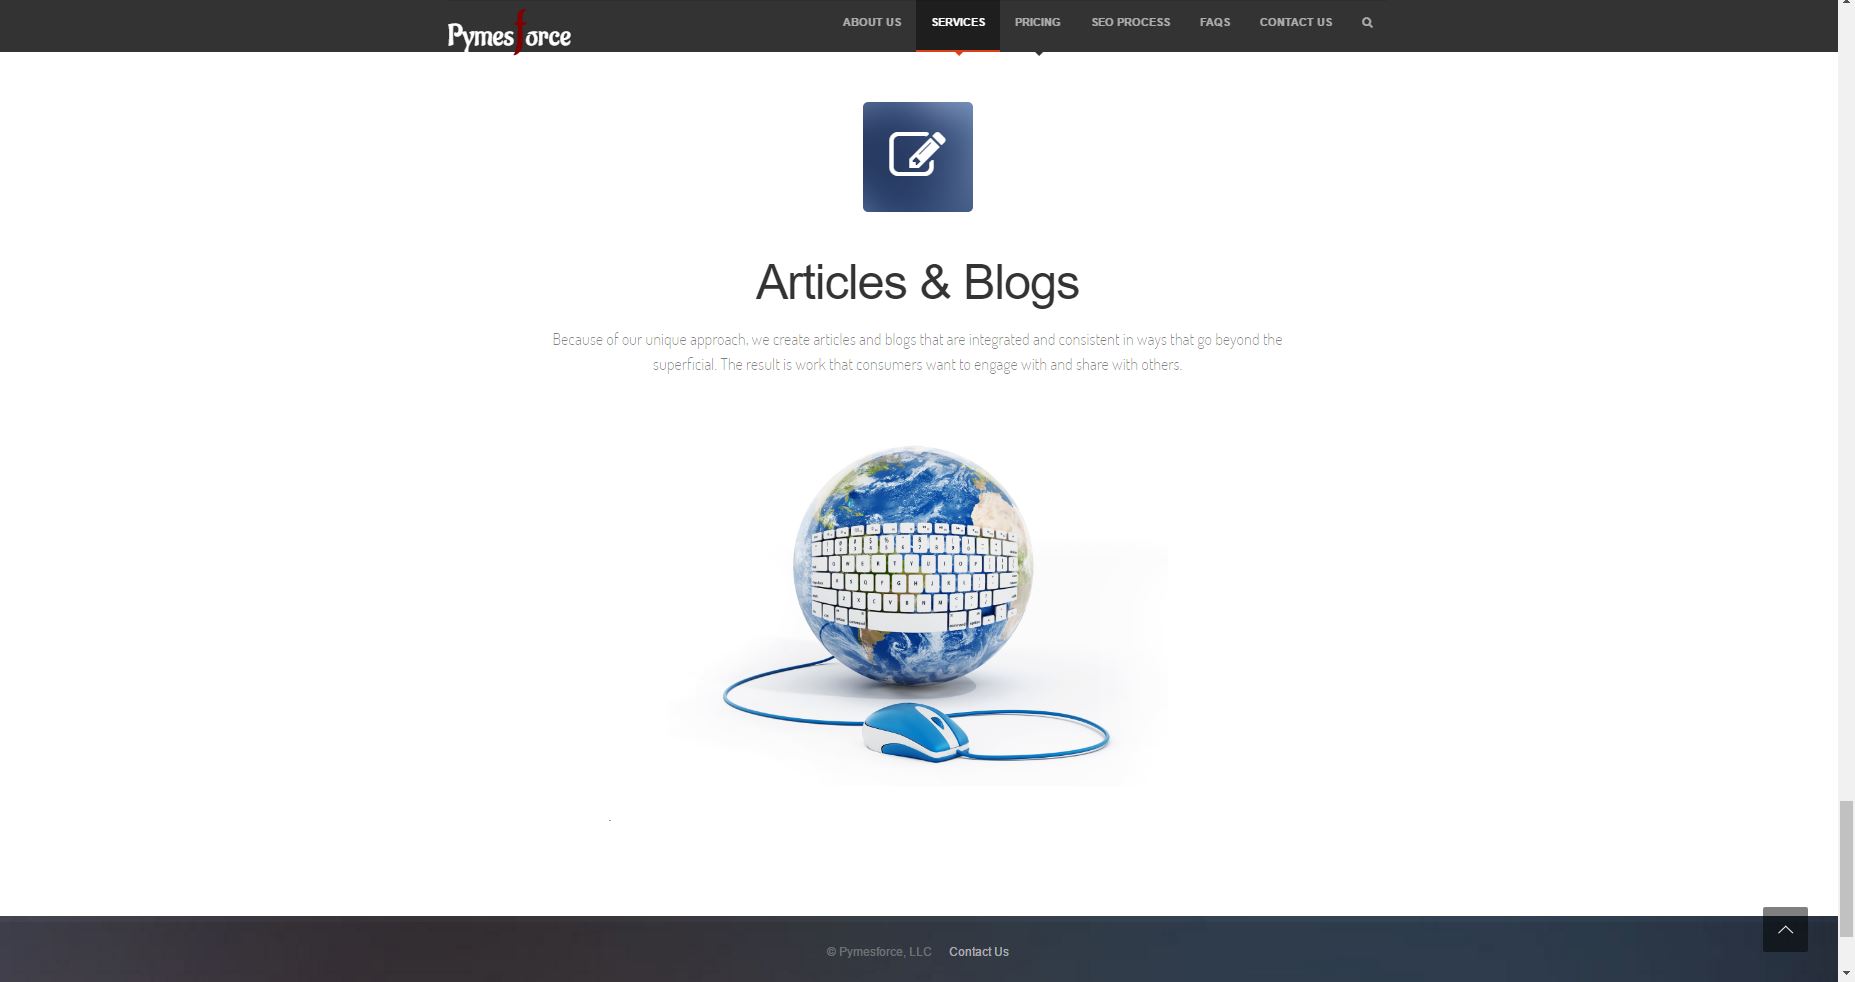 Pymesforce
ABOUT US SERVICES PRICING SEO PROCESS FAQS CONTACT US
Articles & Blogs
Because of our unique approach, we create articles and blogs that are integrated and consistent in ways that go beyond the
superficial. The result is work that consumers want to engage with and share with others.
.
© Pymesforce, LLC Contact Us